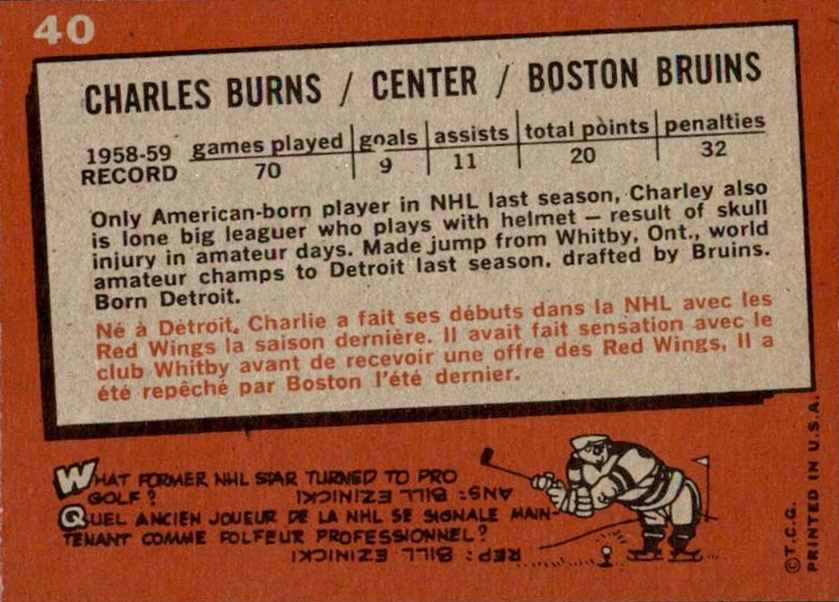 40
CHARLES BURNS / CENTER / BOSTON BRUINS
1958-59 games played goals assists total points penalties
RECORD 70 9 11 20 32
Only American-born player in NHL last season, Charley also
is lone big leaguer who plays with helmet — result of skull
injury in amateur days. Made jump from Whitby, Ont., world
amateur champs to Detroit last season, drafted by Bruins.
Born Detroit.
Né à Détroit, Charlie a fait ses débuts dans la NHL avec les
Red Wings la saison dernière. Il avait fait sensation avec le
club Whitby avant de recevoir une offre des Red Wings, Il a
été repêché par Boston l'été dernier.
WHAT FORMER NHL STAR TURNED TO PRO
GOLF? ANS: BILL EZINICKI
QUEL ANCIEN JOUEUR DE LA NHL SE SIGNALE MAIN-
TENANT COMME FOLFEUR PROFESSIONNEL?
REP: BILL EZINICKI
©T.C.G.
PRINTED IN U.S.A.